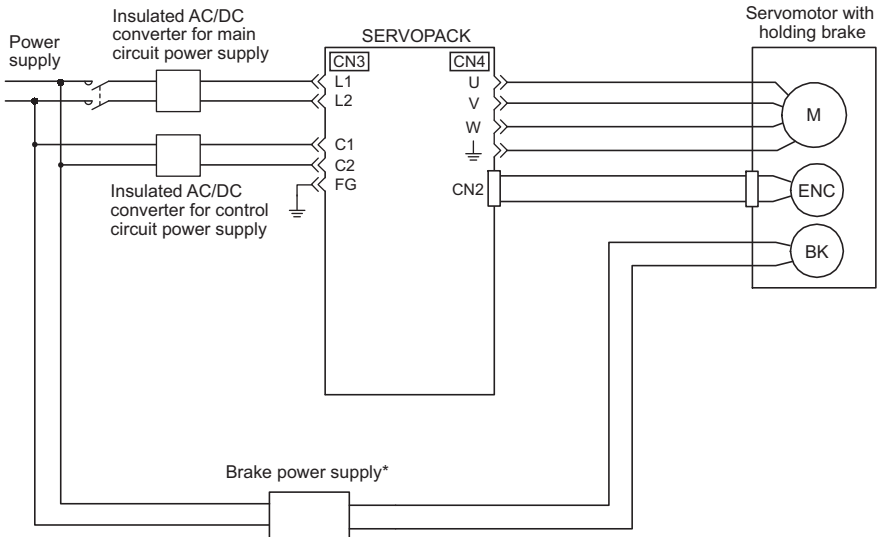 Power
supply
Insulated AC/DC
converter for main
circuit power supply
SERVOPACK
Servomotor with
holding brake
CN3
L1
L2
C1
C2
FG
CN4
U
V
W
CN2
M
ENC
BK
Insulated AC/DC
converter for control
circuit power supply
Brake power supply*